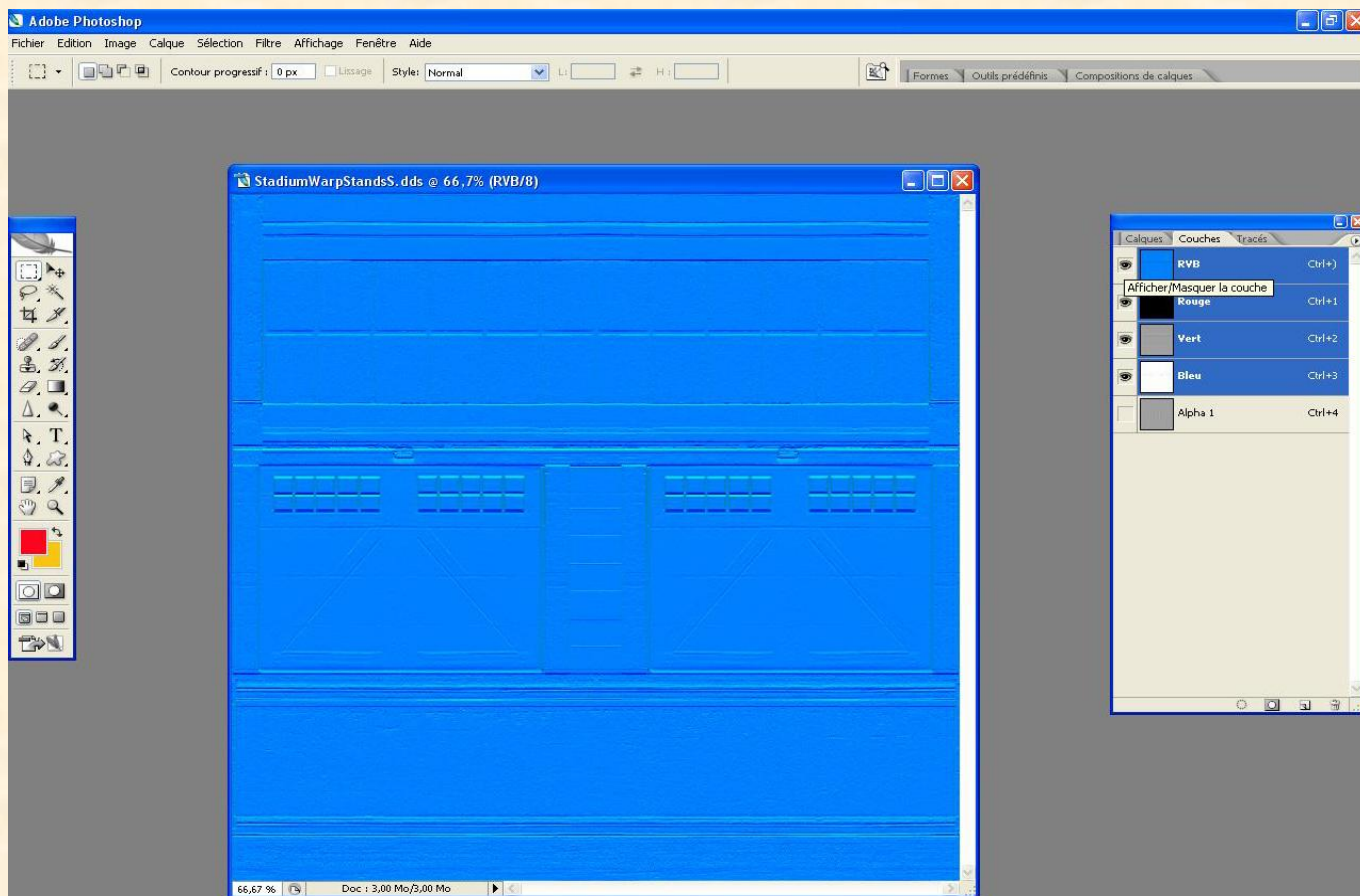 Adobe Photoshop
Fichier Edition Image Calque Sélection Filtre Affichage Fenêtre Aide
Contour progressif : 0 px Lissage Style: Normal L: H: Formes Outils prédéfinis Compositions de calques
StadiumWarpStandsS.dds @ 66,7% (RVB/8)
Calques Couches Tracés
RVB Ctrl+)
Afficher/Masquer la couche
Rouge Ctrl+1
Vert Ctrl+2
Bleu Ctrl+3
Alpha 1 Ctrl+4
T
66,67 % Doc : 3,00 Mo/3,00 Mo